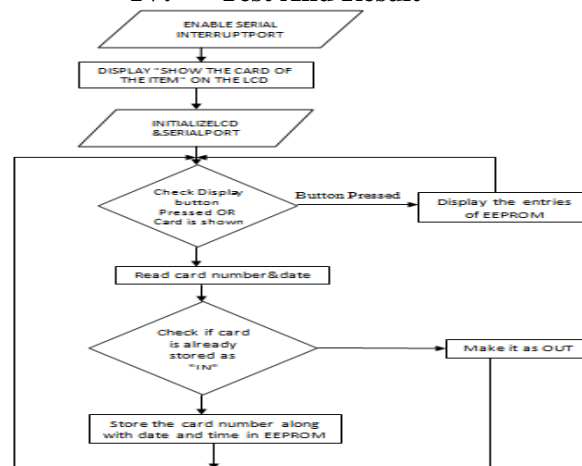 ENABLE SERIAL
INTERRUPTPORT
DISPLAY "SHOW THE CARD OF
THE ITEM" ON THE LCD
INITIALIZELCD
&SERIALPORT
Check Display
button
Pressed OR
Card is shown
Button Pressed
Display the entries
of EEPROM
Read card number&date
Check if card
is already
stored as
"IN"
Make it as OUT
Store the card number along
with date and time in EEPROM